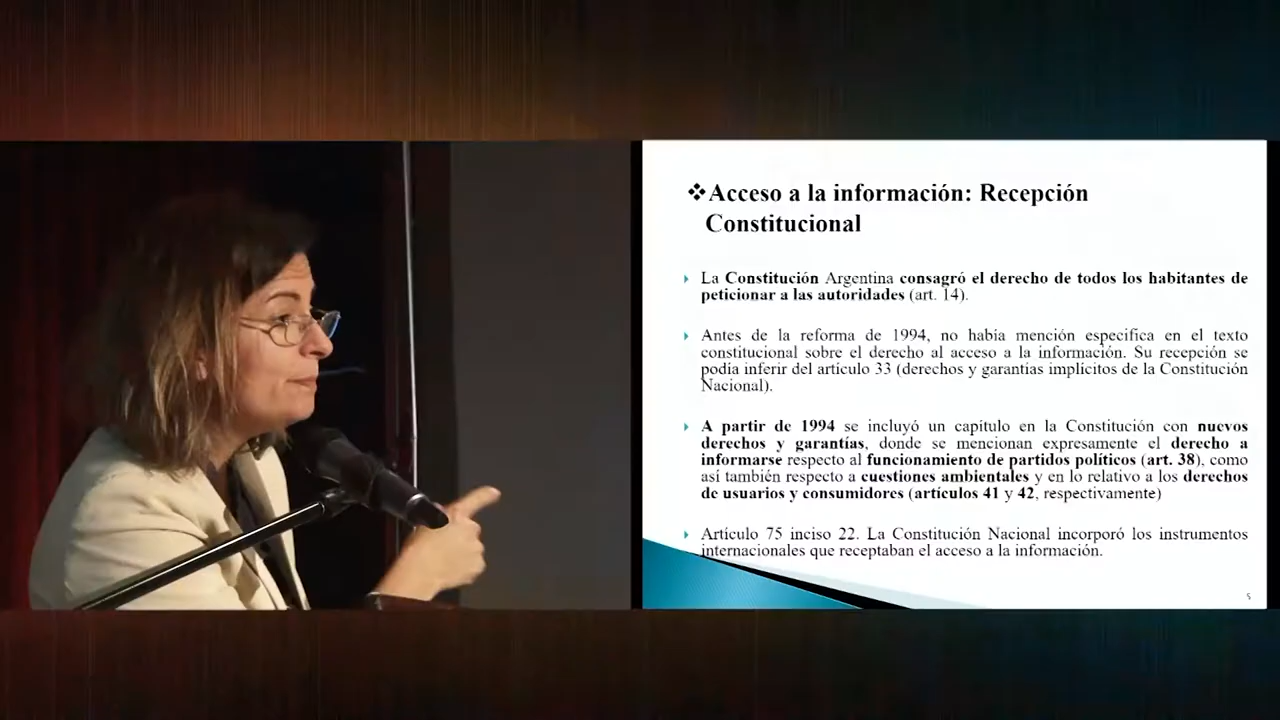 ❖Acceso a la información: Recepción
Constitucional
La Constitución Argentina consagró el derecho de todos los habitantes de
peticionar a las autoridades (art. 14).
Antes de la reforma de 1994, no había mención específica en el texto
constitucional sobre el derecho al acceso a la información. Su recepción se
podía inferir del artículo 33 (derechos y garantías implícitos de la Constitución
Nacional).
A partir de 1994 se incluyó un capítulo en la Constitución con nuevos
derechos y garantías, donde se mencionan expresamente el derecho a
informarse respecto al funcionamiento de partidos políticos (art. 38), como
así también respecto a cuestiones ambientales y en lo relativo a los derechos
de usuarios y consumidores (artículos 41 y 42, respectivamente)
Artículo 75 inciso 22. La Constitución Nacional incorporó los instrumentos
internacionales que receptaban el acceso a la información.
5